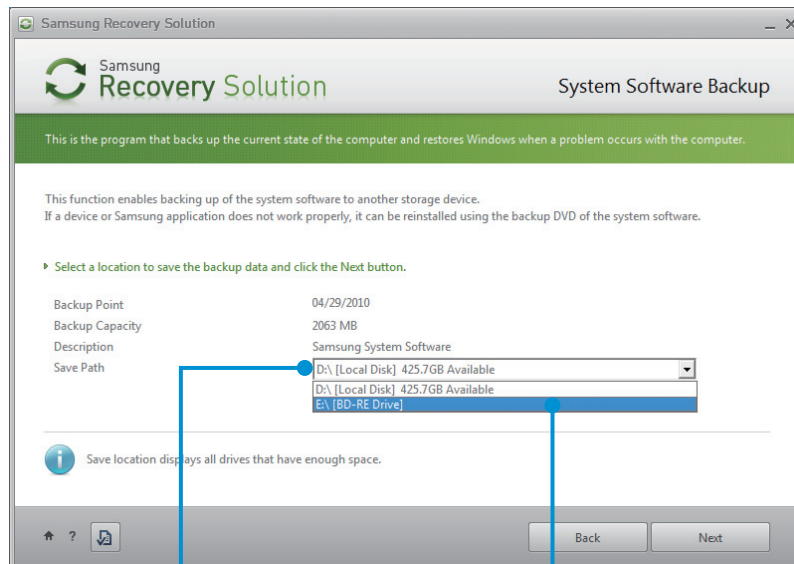 Samsung Recovery Solution
Samsung
Recovery Solution
System Software Backup
This is the program that backs up the current state of the computer and restores Windows when a problem occurs with the computer.
This function enables backing up of the system software to another storage device.
If a device or Samsung application does not work properly, it can be reinstalled using the backup DVD of the system software.
Select a location to save the backup data and click the Next button.
Backup Point 04/29/2010
Backup Capacity 2063 MB
Description Samsung System Software
Save Path D:\ [Local Disk] 425.7GB Available
D:\ [Local Disk] 425.7GB Available
E:\ [BD-RE Drive]
Save location displays all drives that have enough space.
? Back Next